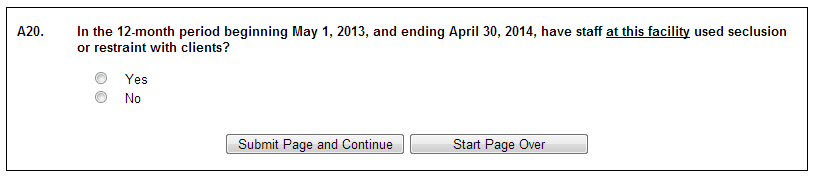 A20. In the 12-month period beginning May 1, 2013, and ending April 30, 2014, have staff at this facility used seclusion
or restraint with clients?
Yes
No
Submit Page and Continue Start Page Over